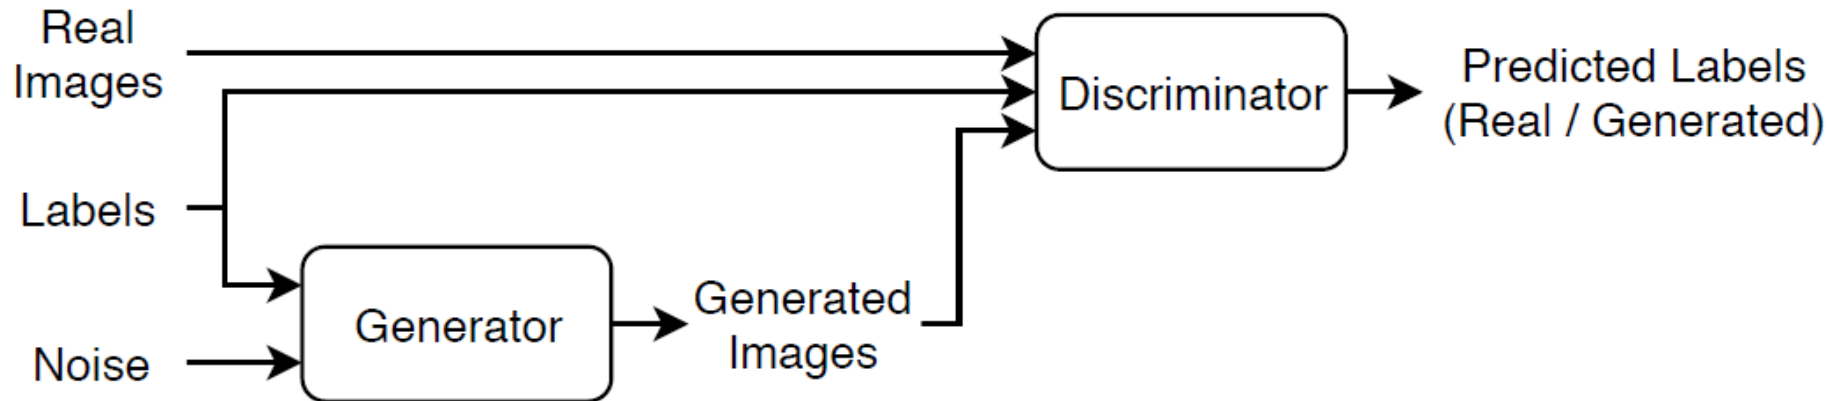 Real
Images
Discriminator
Predicted Labels
(Real / Generated)
Labels
Generator
Generated
Images
Noise